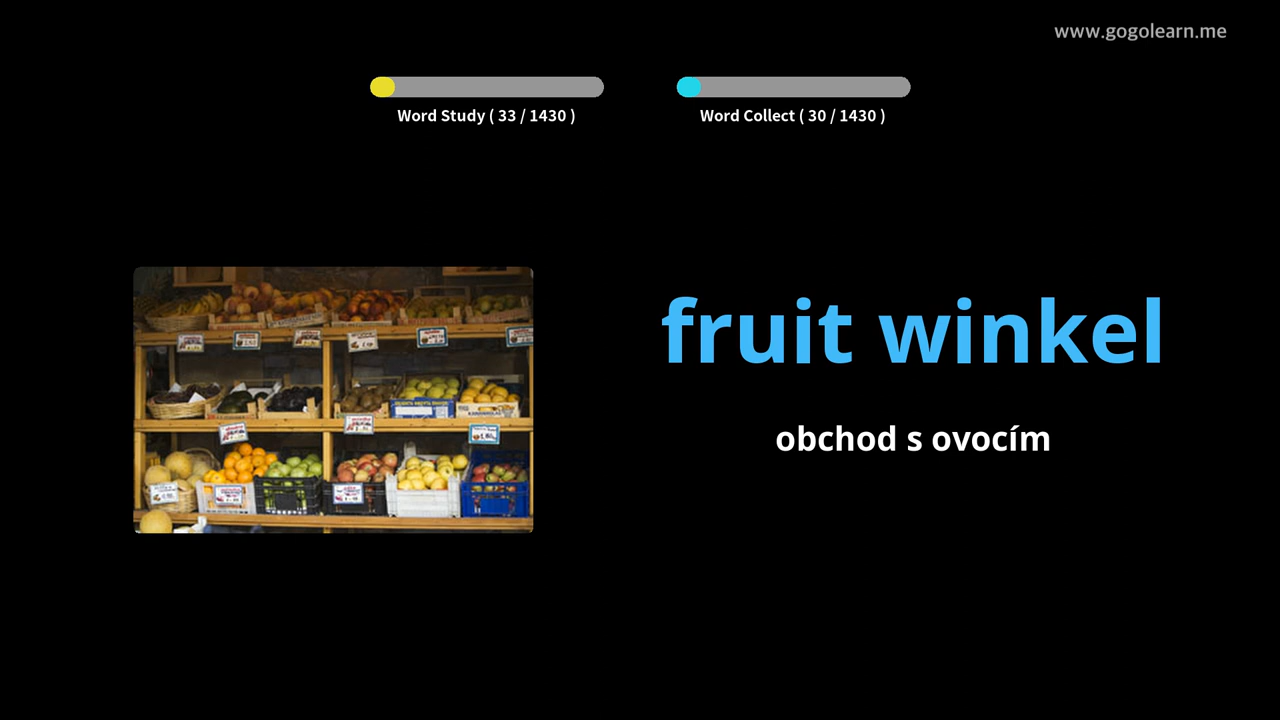 www.gogolearn.me
Word Study ( 33 / 1430 )
Word Collect ( 30 / 1430 )
fruit winkel
obchod s ovocím